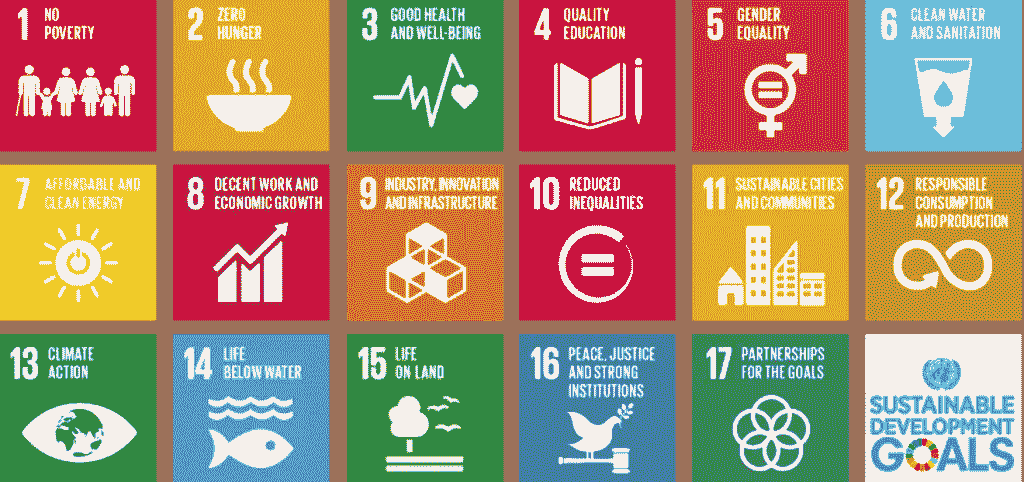 1 NO
POVERTY
2 ZERO
HUNGER
3 GOOD HEALTH
AND WELL-BEING
4 QUALITY
EDUCATION
5 GENDER
EQUALITY
6 CLEAN WATER
AND SANITATION
7 AFFORDABLE AND
CLEAN ENERGY
8 DECENT WORK AND
ECONOMIC GROWTH
9 INDUSTRY, INNOVATION
AND INFRASTRUCTURE
10 REDUCED
INEQUALITIES
11 SUSTAINABLE CITIES
AND COMMUNITIES
12 RESPONSIBLE
CONSUMPTION
AND PRODUCTION
13 CLIMATE
ACTION
14 LIFE
BELOW WATER
15 LIFE
ON LAND
16 PEACE, JUSTICE
AND STRONG
INSTITUTIONS
17 PARTNERSHIPS
FOR THE GOALS
SUSTAINABLE
DEVELOPMENT
GOALS